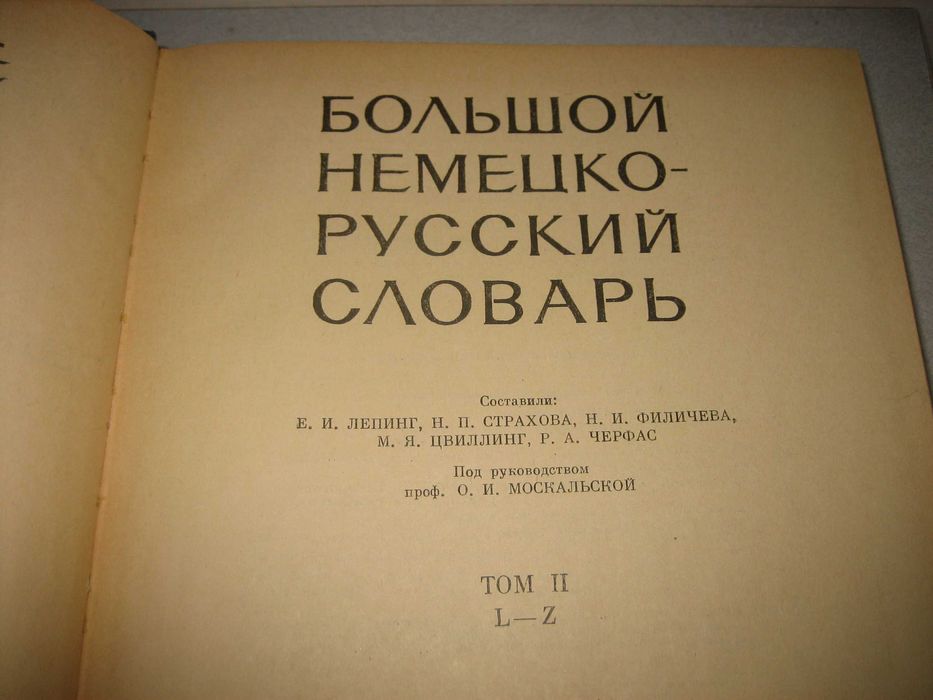 БОЛЬШОЙ
НЕМЕЦКО-
РУССКИЙ
СЛОВАРЬ
Составили:
Е. И. ЛЕПИНГ, Н. П. СТРАХОВА, Н. И. ФИЛИЧЕВА,
М. Я. ЦВИЛЛИНГ, Р. А. ЧЕРФАС
Под руководством
проф. О. И. МОСКАЛЬСКОЙ
ТОМ II
L—Z